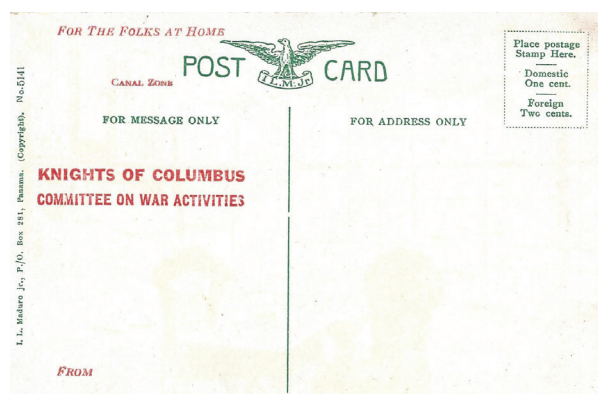 FOR THE FOLKS AT HOME
POST CARD
I.L.M. Jr.
CANAL ZONE
Place postage
Stamp Here.
Domestic
One cent.
Foreign
Two cents.
FOR MESSAGE ONLY
FOR ADDRESS ONLY
KNIGHTS OF COLUMBUS
COMMITTEE ON WAR ACTIVITIES
I. L. Maduro jr., P./O. Box 281, Panama. (Copyright). No-5141
FROM